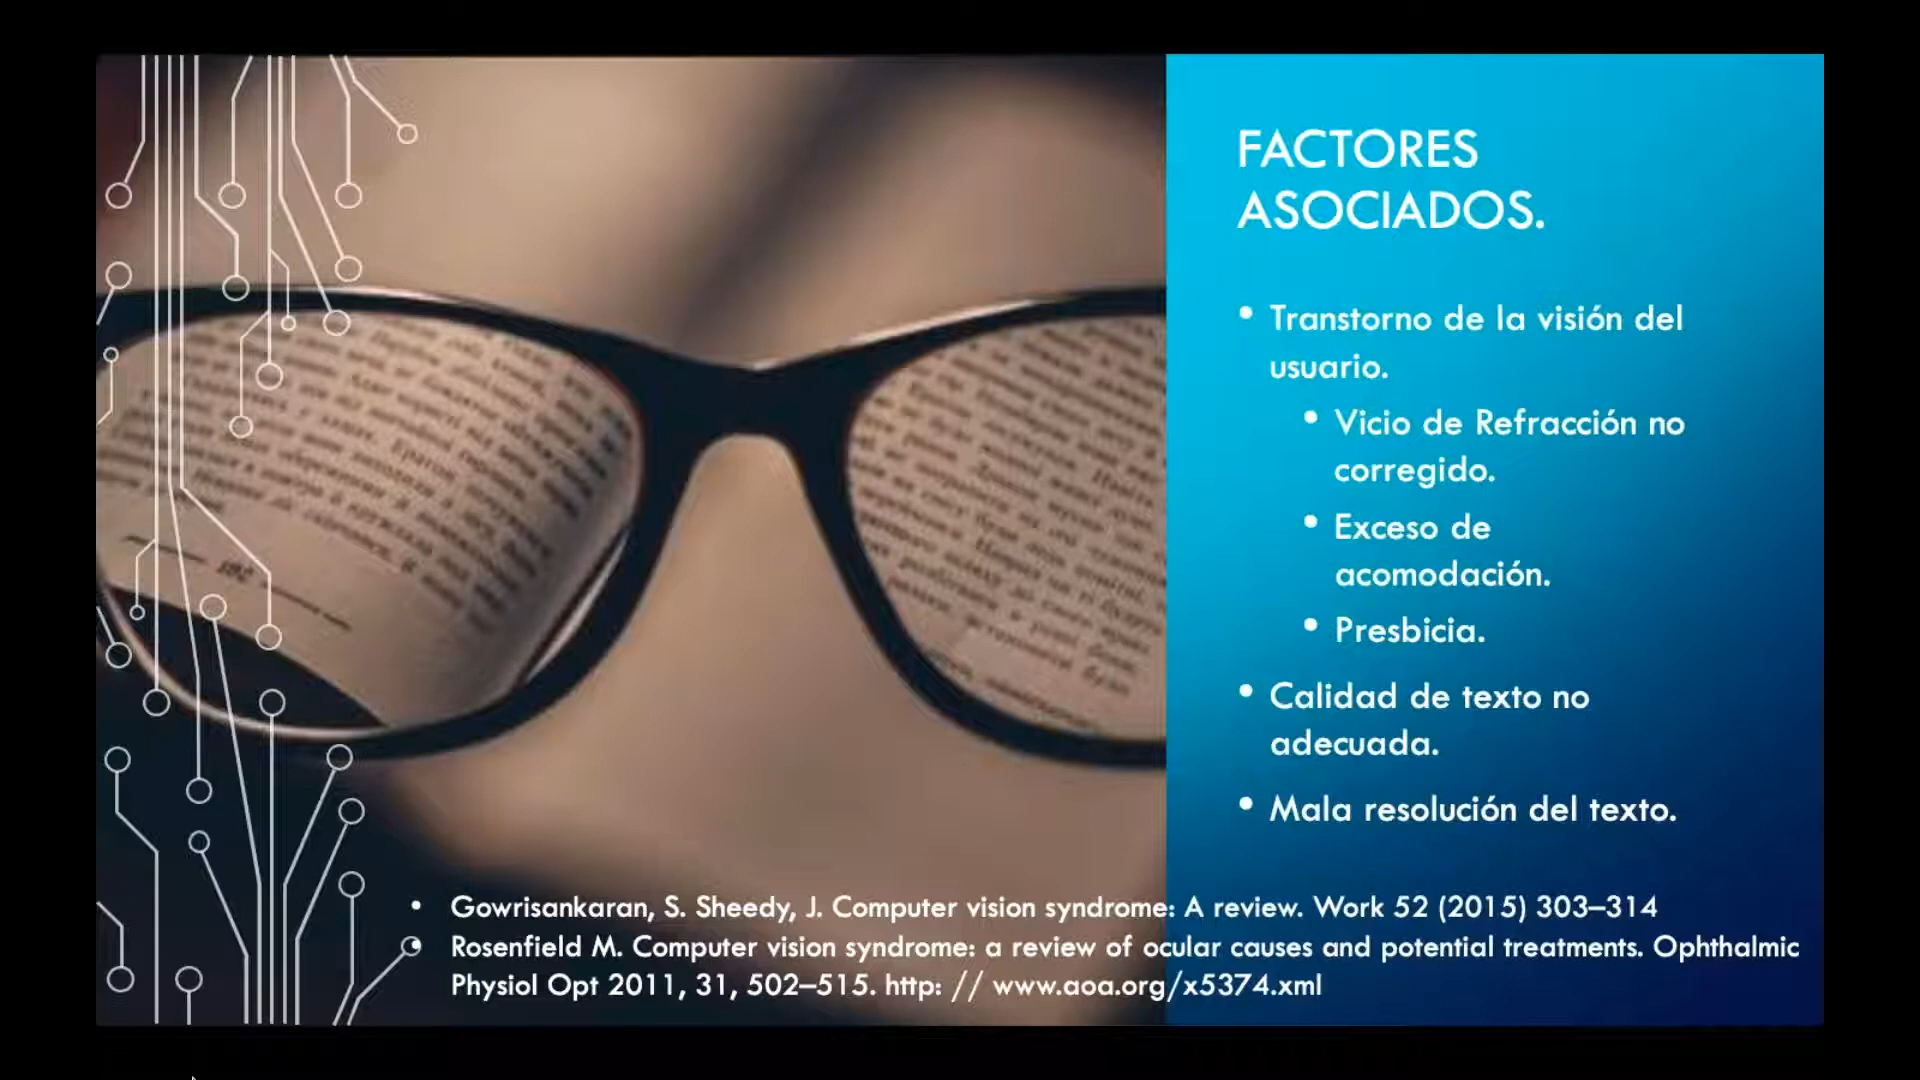 FACTORES
ASOCIADOS.
• Transtorno de la visión del
usuario.
• Vicio de Refracción no
corregido.
• Exceso de
acomodación.
• Presbicia.
• Calidad de texto no
adecuada.
• Mala resolución del texto.
• Gowrisankaran, S. Sheedy, J. Computer vision syndrome: A review. Work 52 (2015) 303–314
• Rosenfield M. Computer vision syndrome: a review of ocular causes and potential treatments. Ophthalmic
Physiol Opt 2011, 31, 502–515. http: // www.aoa.org/x5374.xml